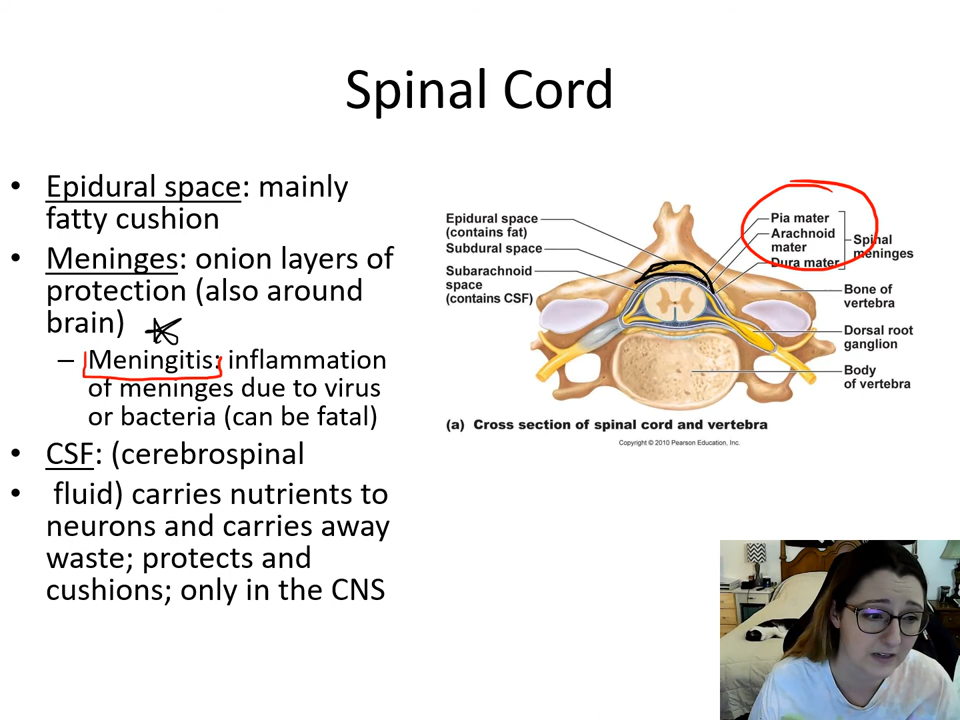 Spinal Cord
• Epidural space: mainly
fatty cushion
• Meninges: onion layers of
protection (also around
brain)
– Meningitis: inflammation
of meninges due to virus
or bacteria (can be fatal)
• CSF: (cerebrospinal
• fluid) carries nutrients to
neurons and carries away
waste; protects and
cushions; only in the CNS
Epidural space
(contains fat)
Subdural space
Subarachnoid
space
(contains CSF)
Pia mater
Arachnoid
mater
Dura mater
Spinal
meninges
Bone of
vertebra
Dorsal root
ganglion
Body
of vertebra
(a) Cross section of spinal cord and vertebra
Copyright © 2010 Pearson Education, Inc.